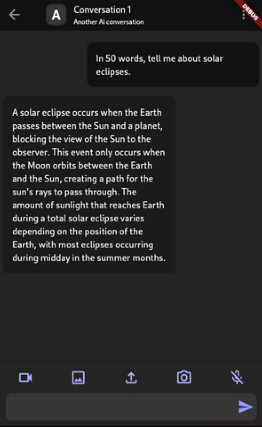 Conversation 1
DEBUG
A
Another AI conversation
In 50 words, tell me about solar
eclipses.
A solar eclipse occurs when the Earth
passes between the Sun and a planet,
blocking the view of the Sun to the
observer. This event only occurs when
the Moon orbits between the Earth
and the Sun, creating a path for the
sun's rays to pass through. The
amount of sunlight that reaches Earth
during a total solar eclipse varies
depending on the position of the
Earth, with most eclipses occurring
during midday in the summer months.